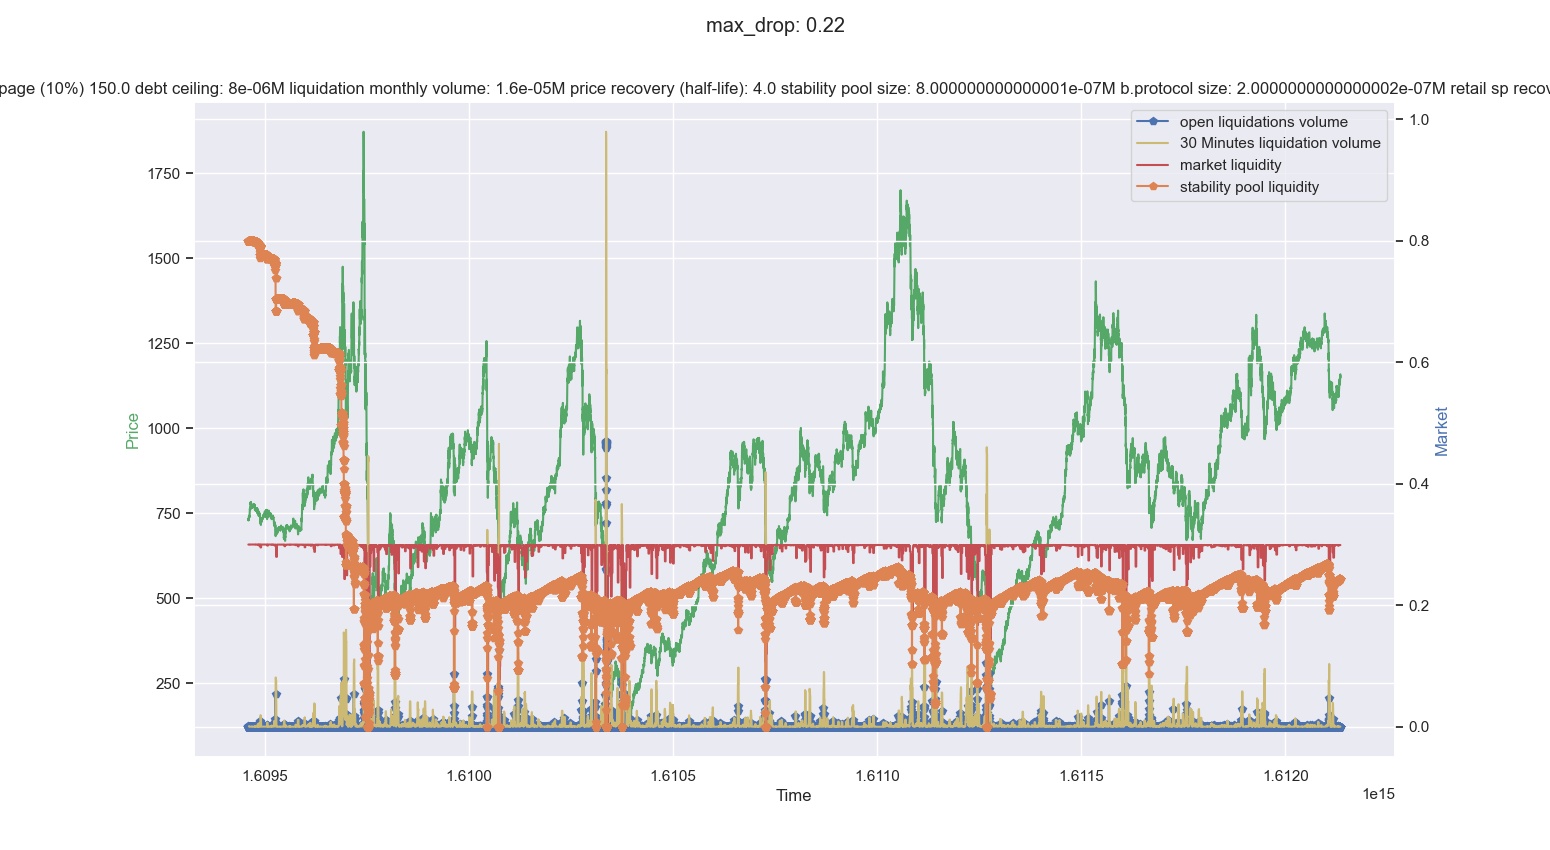 max_drop: 0.22
page (10%) 150.0 debt ceiling: 8e-06M liquidation monthly volume: 1.6e-05M price recovery (half-life): 4.0 stability pool size: 8.000000000000001e-07M b.protocol size: 2.0000000000000002e-07M retail sp recov
open liquidations volume
30 Minutes liquidation volume
market liquidity
stability pool liquidity
1750
1500
1250
1000
750
500
250
Price
1.0
0.8
0.6
0.4
0.2
0.0
Market
1.6095 1.6100 1.6105 1.6110 1.6115 1.6120
Time
1e15